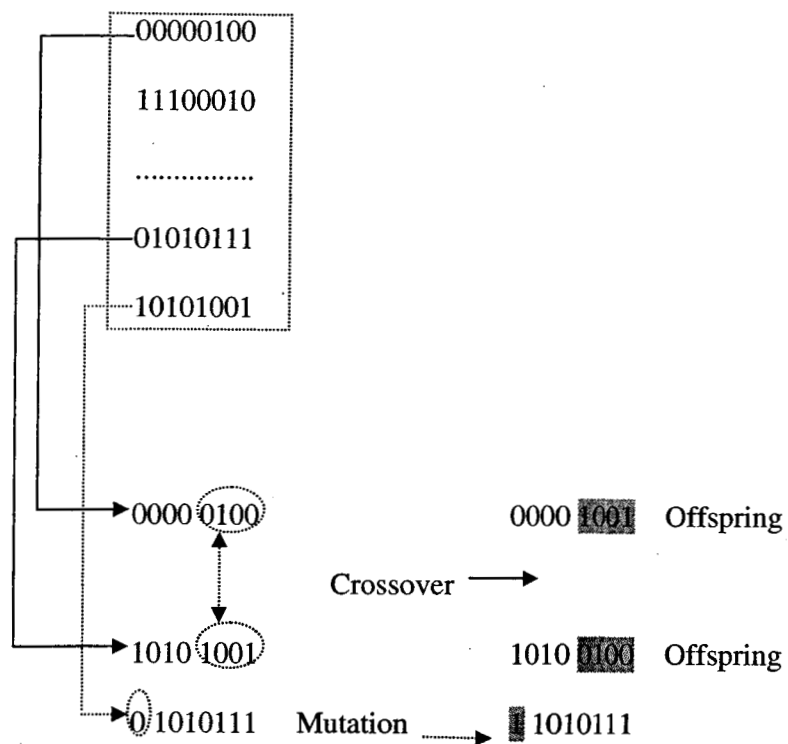 00000100
11100010
...............
01010111
10101001
0000 0100
0000 1001 Offspring
Crossover
1010 1001
1010 0100 Offspring
0 1010111 Mutation
1 1010111